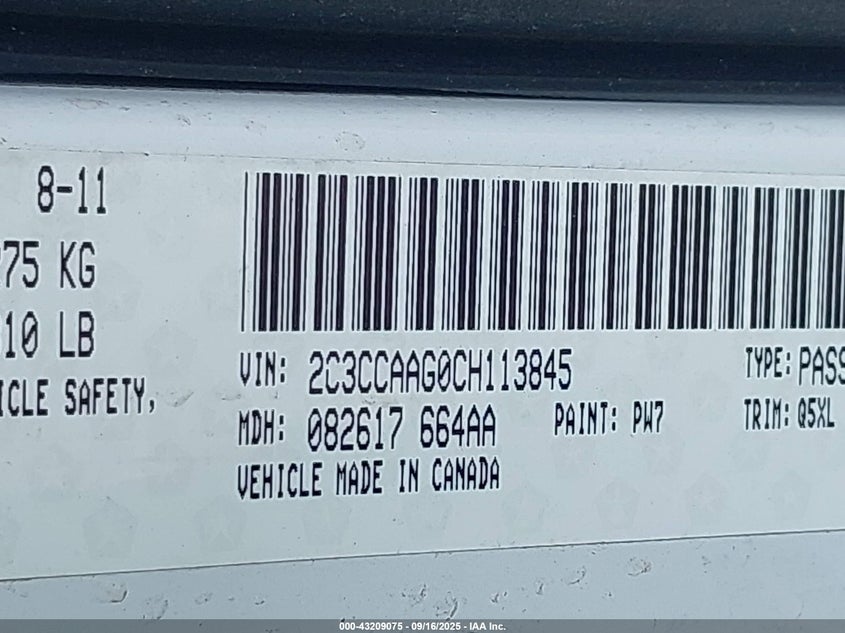 8-11
75 KG
10 LB
ICLE SAFETY,
VIN: 2C3CCAAG0CH113845
TYPE: PASS
MDH: 082617 664AA
PAINT: PW7
TRIM: Q5XL
VEHICLE MADE IN CANADA
000-43209075 - 09/16/2025 - IAA Inc.